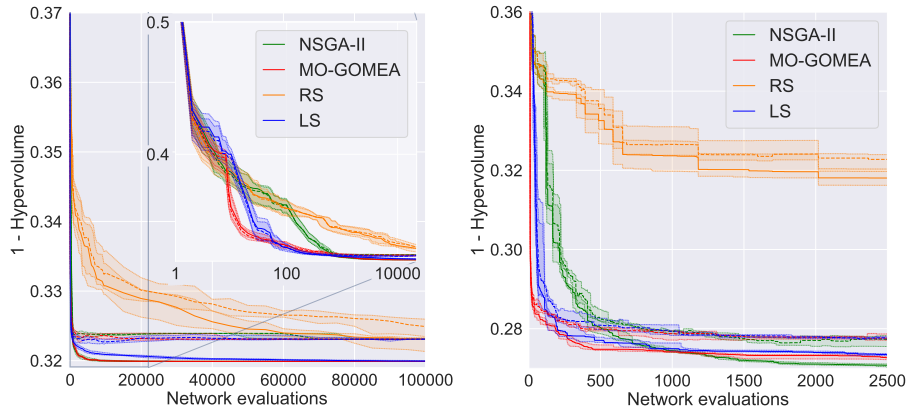 0.37
0.36
0.35
0.34
0.33
0.32
1 - Hypervolume
0 20000 40000 60000 80000 100000
Network evaluations
0.5
0.4
1 100 10000
NSGA-II
MO-GOMEA
RS
LS
0.36
0.34
0.32
0.30
0.28
1 - Hypervolume
0 500 1000 1500 2000 2500
Network evaluations
NSGA-II
MO-GOMEA
RS
LS